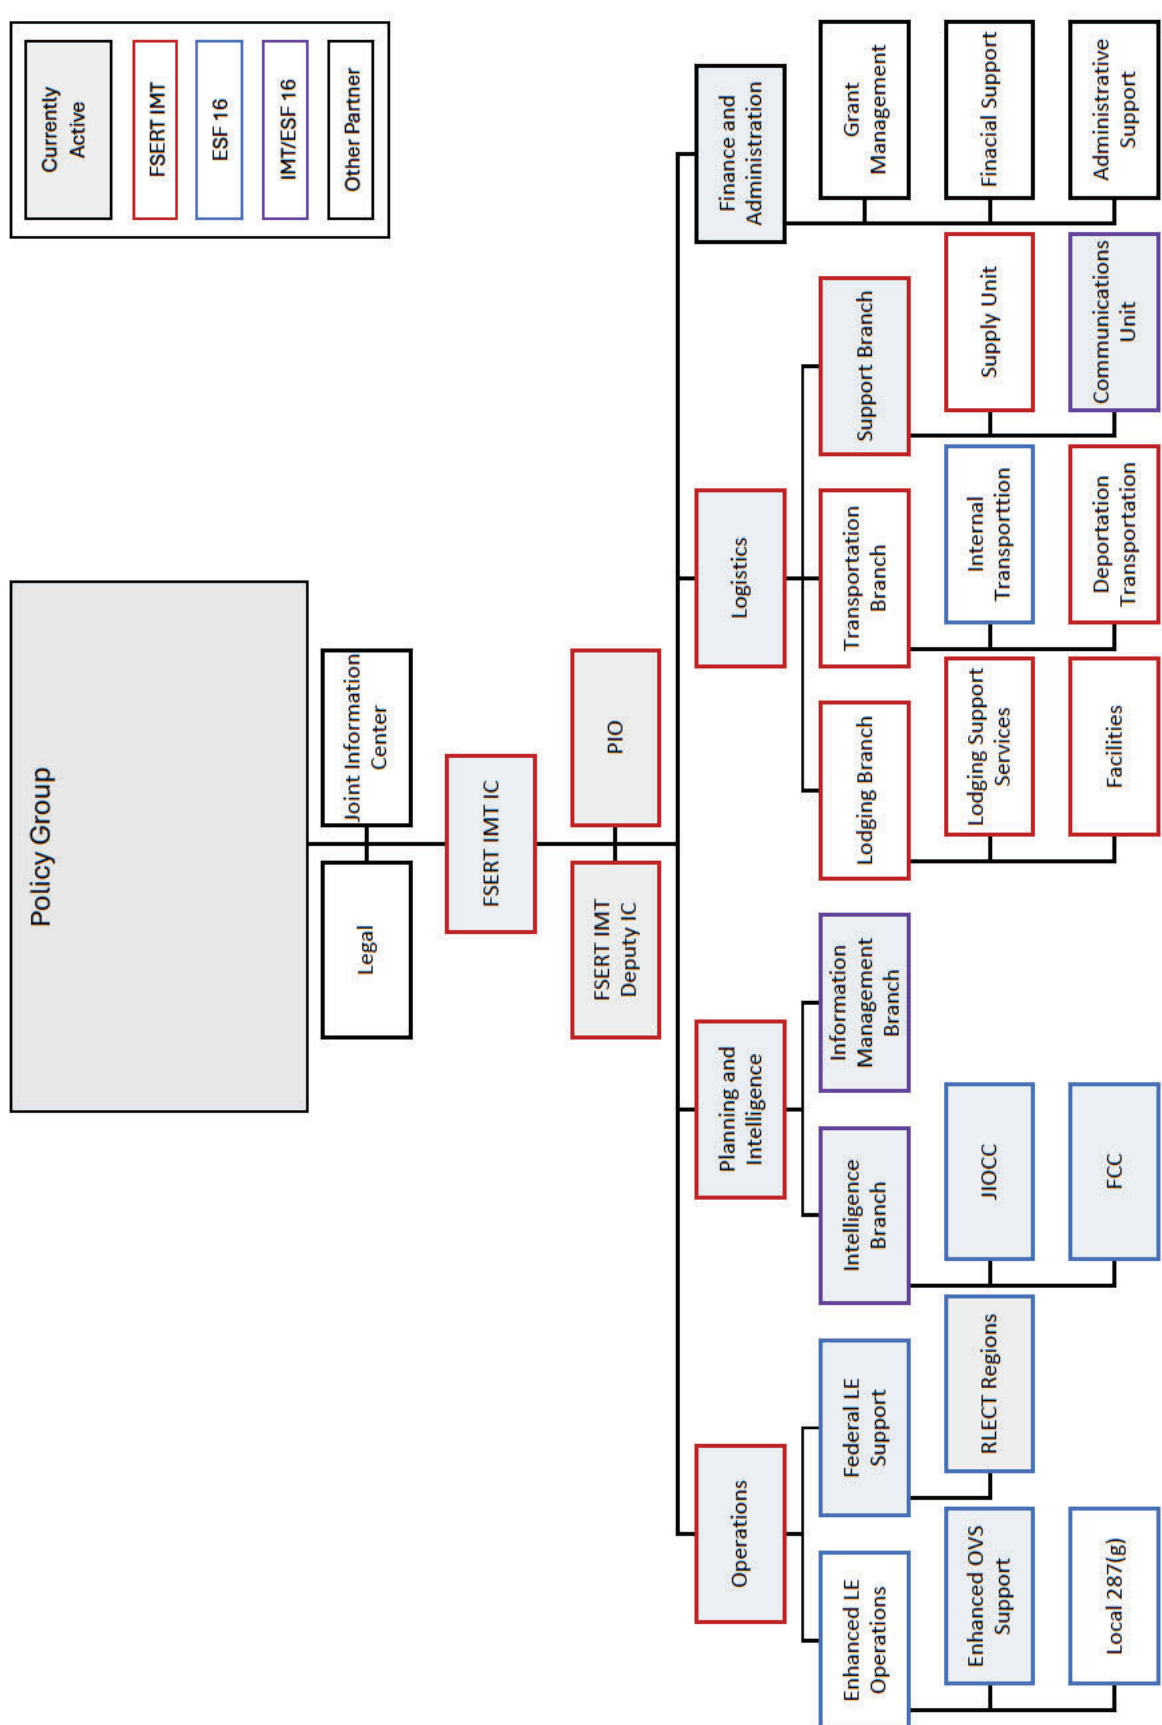 Policy Group
Currently
Active
FSERT IMT
ESF 16
IMT/ESF 16
Other Partner
Legal
Joint Information
Center
FSERT IMT IC
FSERT IMT
Deputy IC
PIO
Operations
Planning and
Intelligence
Logistics
Finance and
Administration
Enhanced LE
Operations
Federal LE
Support
Intelligence
Branch
Information
Management
Branch
Lodging Branch
Transportation
Branch
Support Branch
Grant
Management
Enhanced OVS
Support
RLECT Regions
JIOCC
Lodging Support
Services
Internal
Transporttion
Supply Unit
Finacial Support
Local 287(g)
FCC
Facilities
Deportation
Transportation
Communications
Unit
Administrative
Support